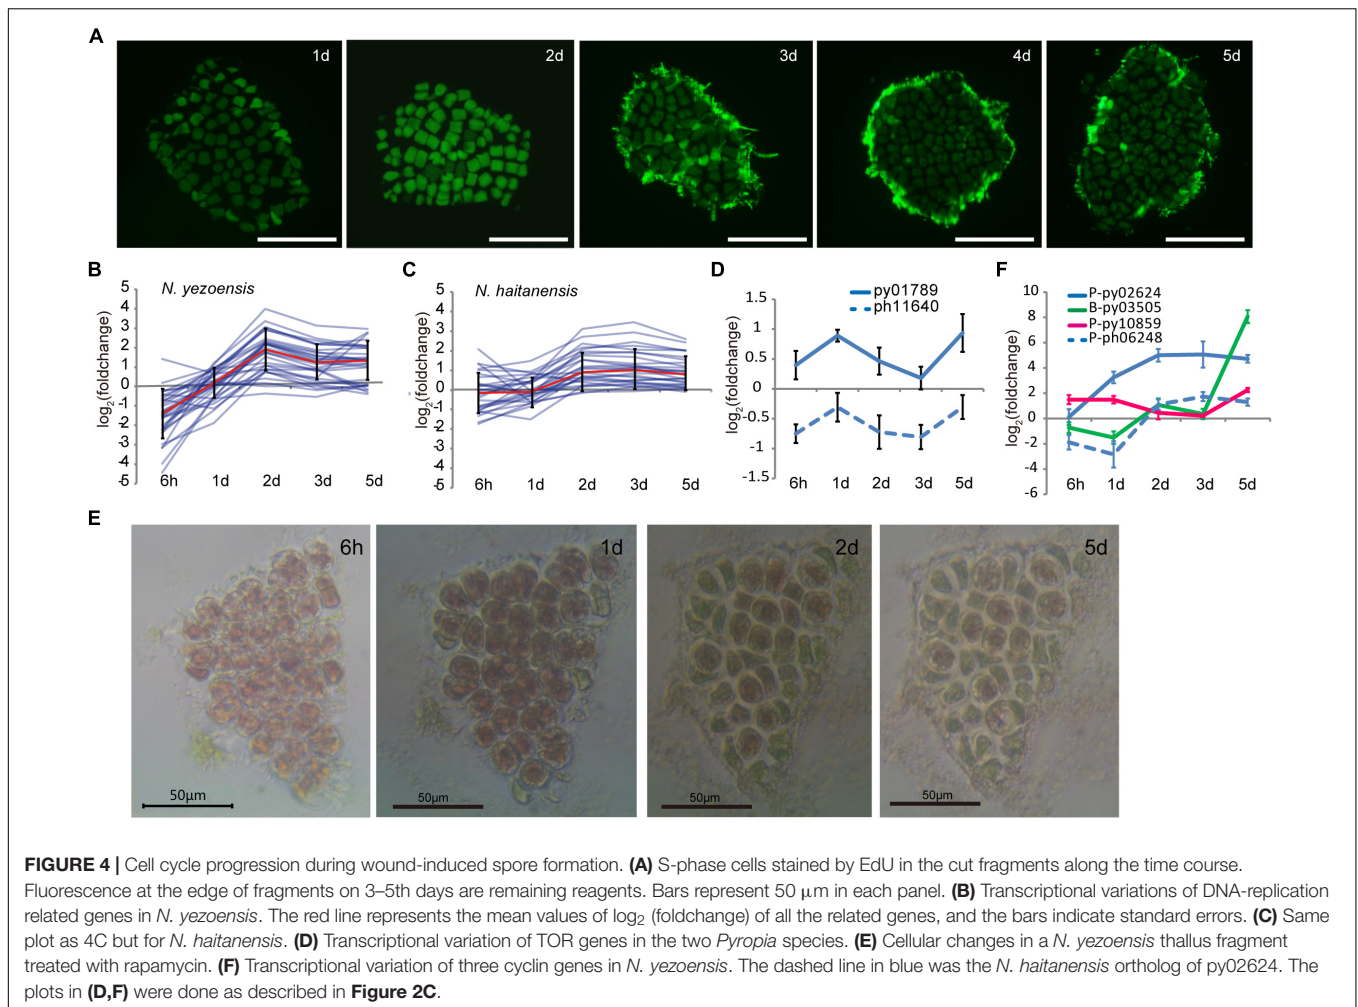 A
1d
2d
3d
4d
5d
B
N. yezoensis
log2(foldchange)
5
4
3
2
1
0
-1
-2
-3
-4
-5
6h 1d 2d 3d 5d
C
N. haitanensis
log2(foldchange)
5
4
3
2
1
0
-1
-2
-3
-4
-5
6h 1d 2d 3d 5d
D
py01789
ph11640
log2(foldchange)
1.5
1
0.5
0
-0.5
-1
-1.5
6h 1d 2d 3d 5d
F
P-py02624
B-py03505
P-py10859
P-ph06248
log2(foldchange)
10
8
6
4
2
0
-2
-4
-6
6h 1d 2d 3d 5d
E
6h
1d
2d
5d
50μm
50μm
50μm
50μm
FIGURE 4 | Cell cycle progression during wound-induced spore formation. (A) S-phase cells stained by EdU in the cut fragments along the time course.
Fluorescence at the edge of fragments on 3–5th days are remaining reagents. Bars represent 50 μm in each panel. (B) Transcriptional variations of DNA-replication
related genes in N. yezoensis. The red line represents the mean values of log2 (foldchange) of all the related genes, and the bars indicate standard errors. (C) Same
plot as 4C but for N. haitanensis. (D) Transcriptional variation of TOR genes in the two Pyropia species. (E) Cellular changes in a N. yezoensis thallus fragment
treated with rapamycin. (F) Transcriptional variation of three cyclin genes in N. yezoensis. The dashed line in blue was the N. haitanensis ortholog of py02624. The
plots in (D,F) were done as described in Figure 2C.